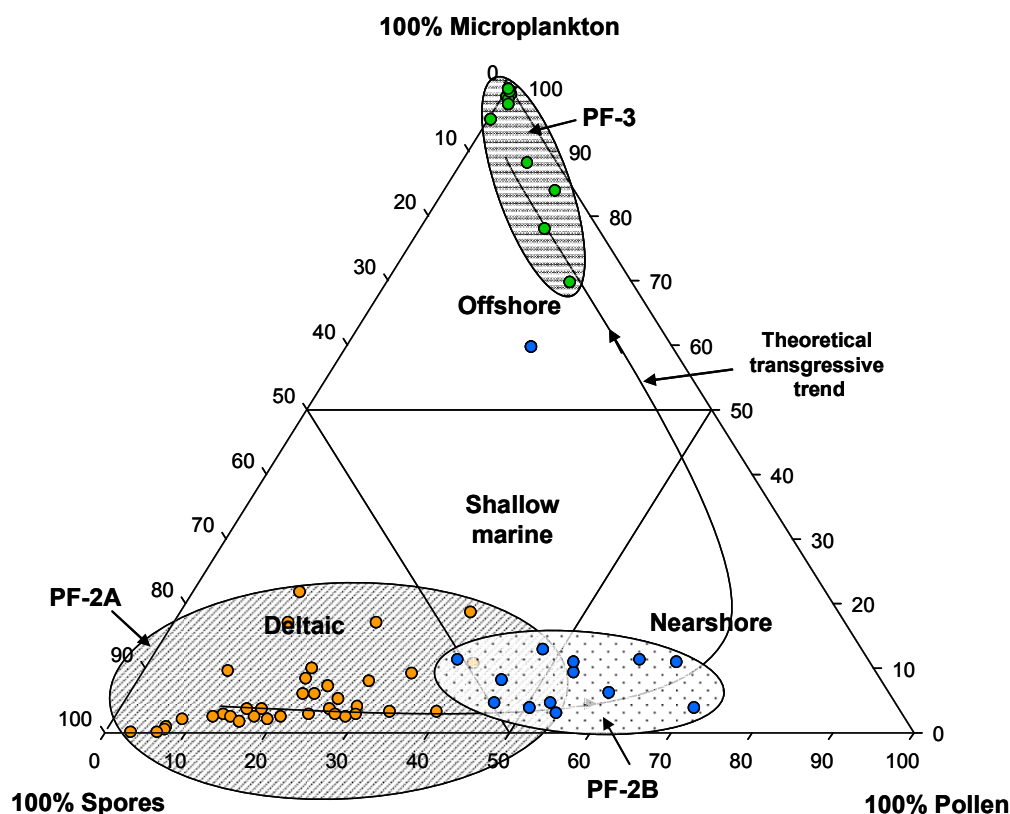 100% Microplankton
0
100
PF-3
10
90
20
80
30
70
Offshore
40
60
Theoretical
transgressive
trend
50
50
60
40
Shallow
marine
70
30
80
20
PF-2A
Deltaic
Nearshore
90
10
100
0
0 10 20 30 40 50 60 70 80 90 100
PF-2B
100% Spores
100% Pollen